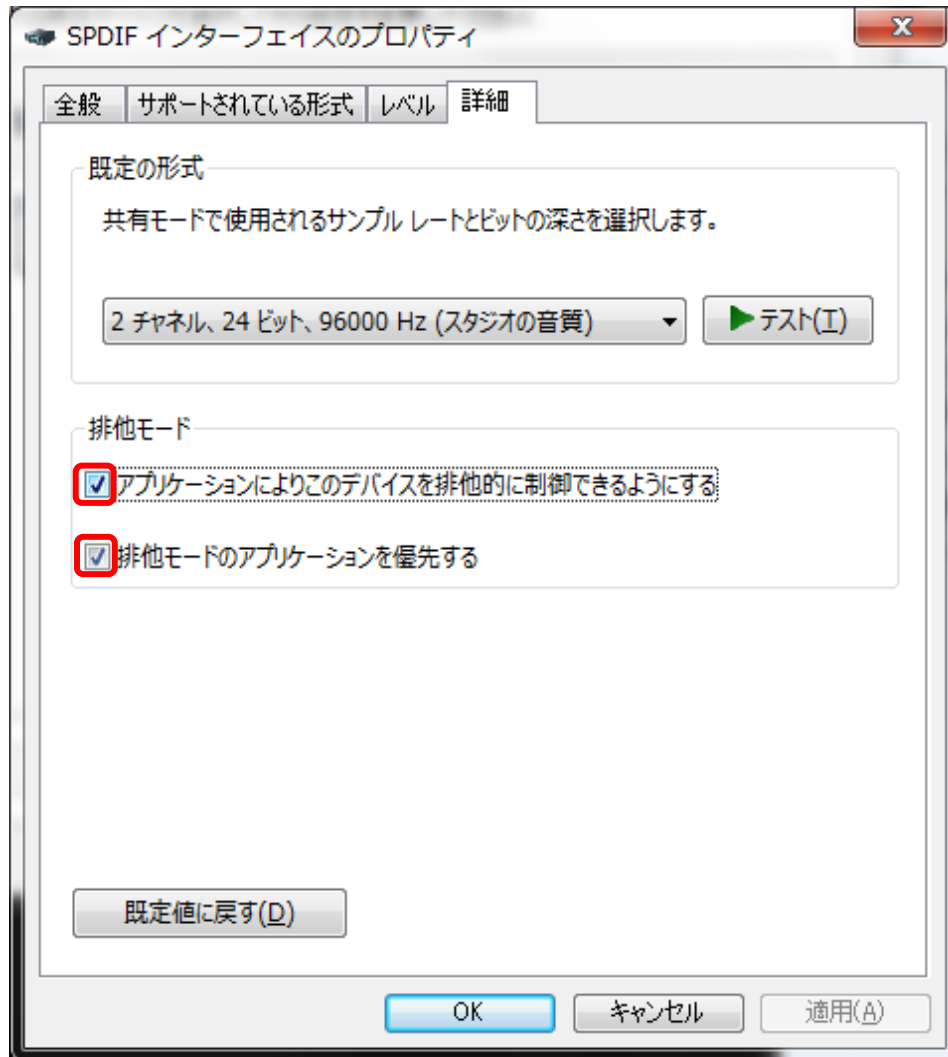 SPDIF インターフェイスのプロパティ
全般 サポートされている形式 レベル 詳細
既定の形式
共有モードで使用されるサンプル レートとビットの深さを選択します。
2 チャネル、24 ビット、96000 Hz (スタジオの音質) テスト(T)
排他モード
アプリケーションによりこのデバイスを排他的に制御できるようにする
排他モードのアプリケーションを優先する
既定値に戻す(D)
OK キャンセル 適用(A)